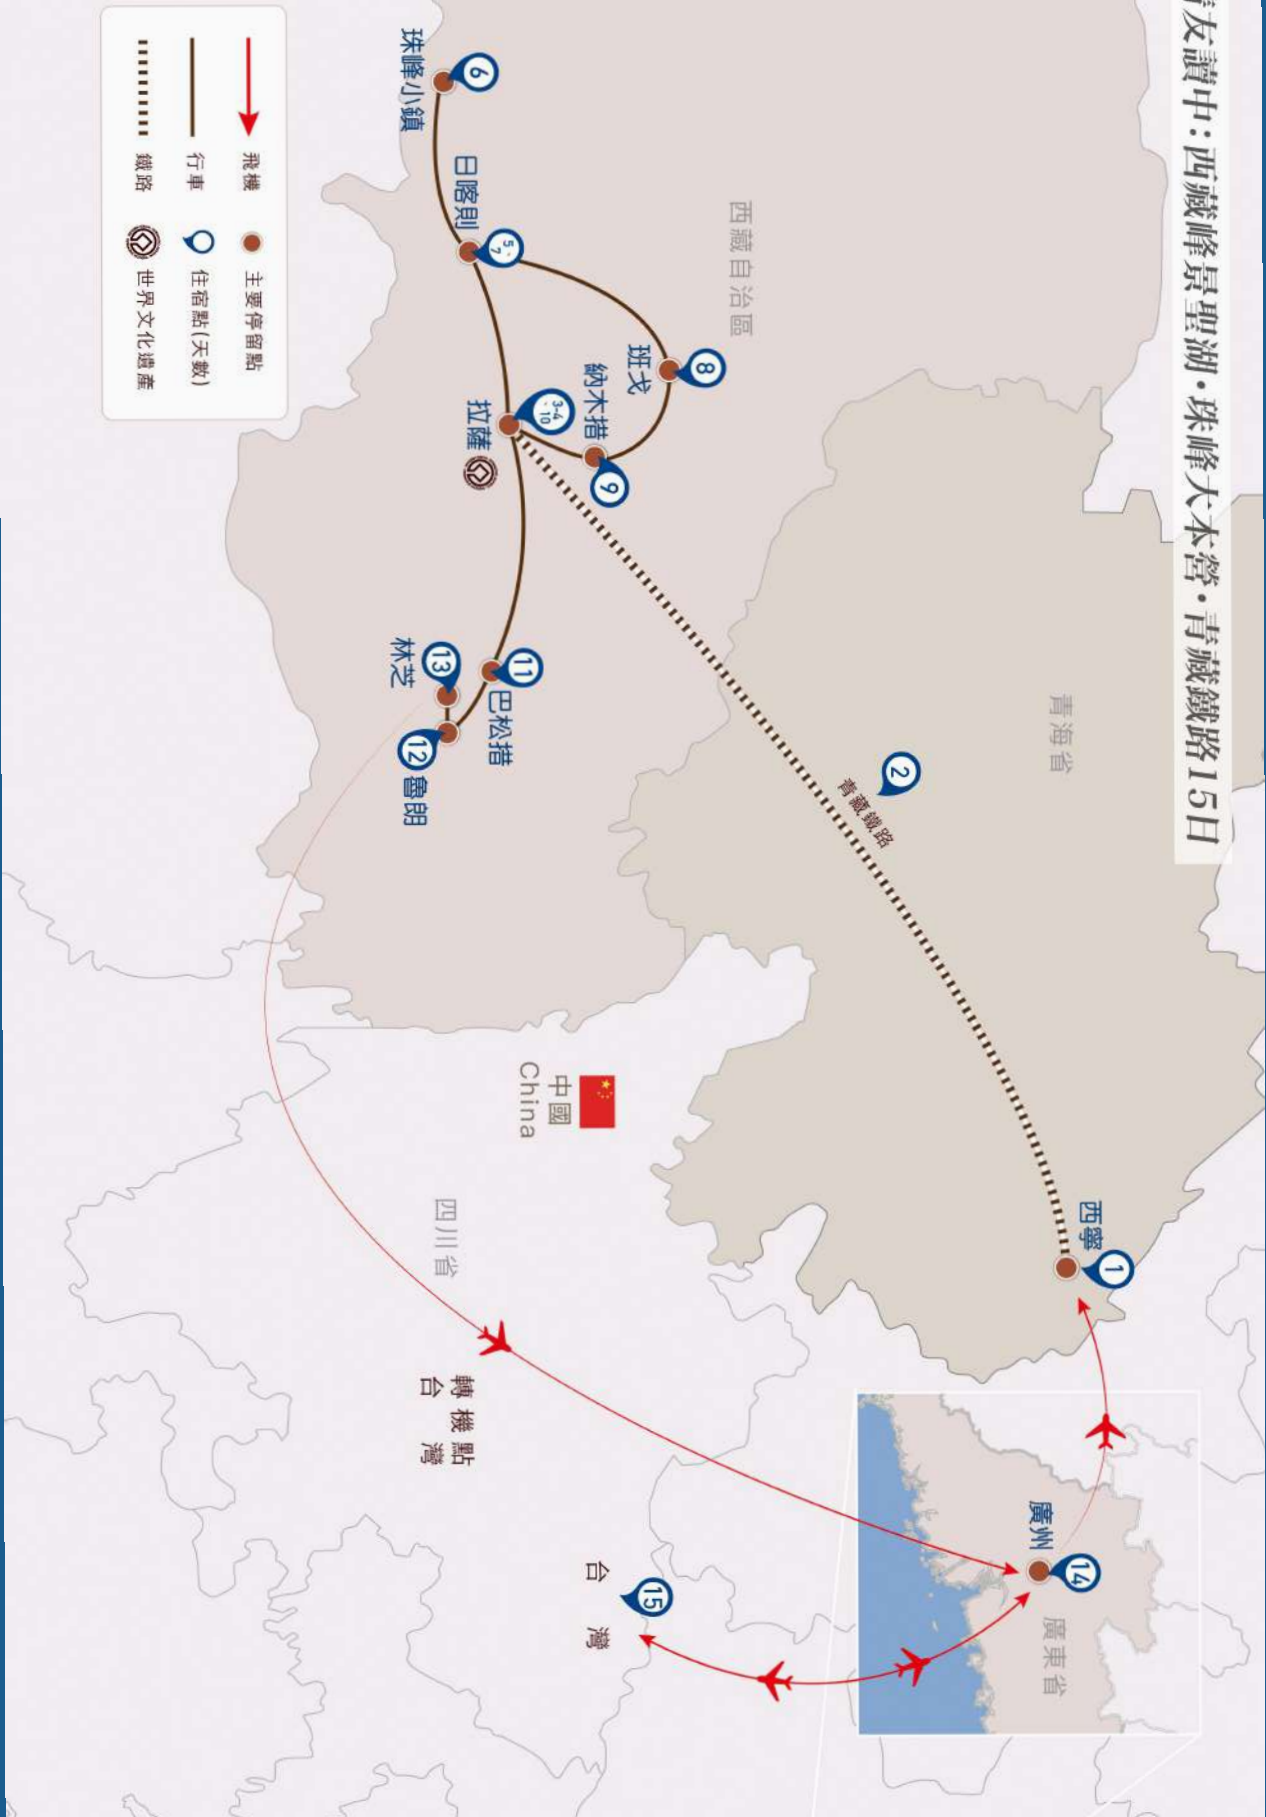 友讀中：西藏峰景聖湖・珠峰大本營・青藏鐵路15日
青海省
西寧
1
2
青藏鐵路
西藏自治區
8
班戈
納木措
9
3-4、10
拉薩
5、7
日喀則
6
珠峰小鎮
11
巴松措
13
林芝
12
魯朗
中國
China
四川省
轉機點
台灣
廣州
14
廣東省
15
台灣
飛機
主要停留點
行車
住宿點(天數)
鐵路
世界文化遺產